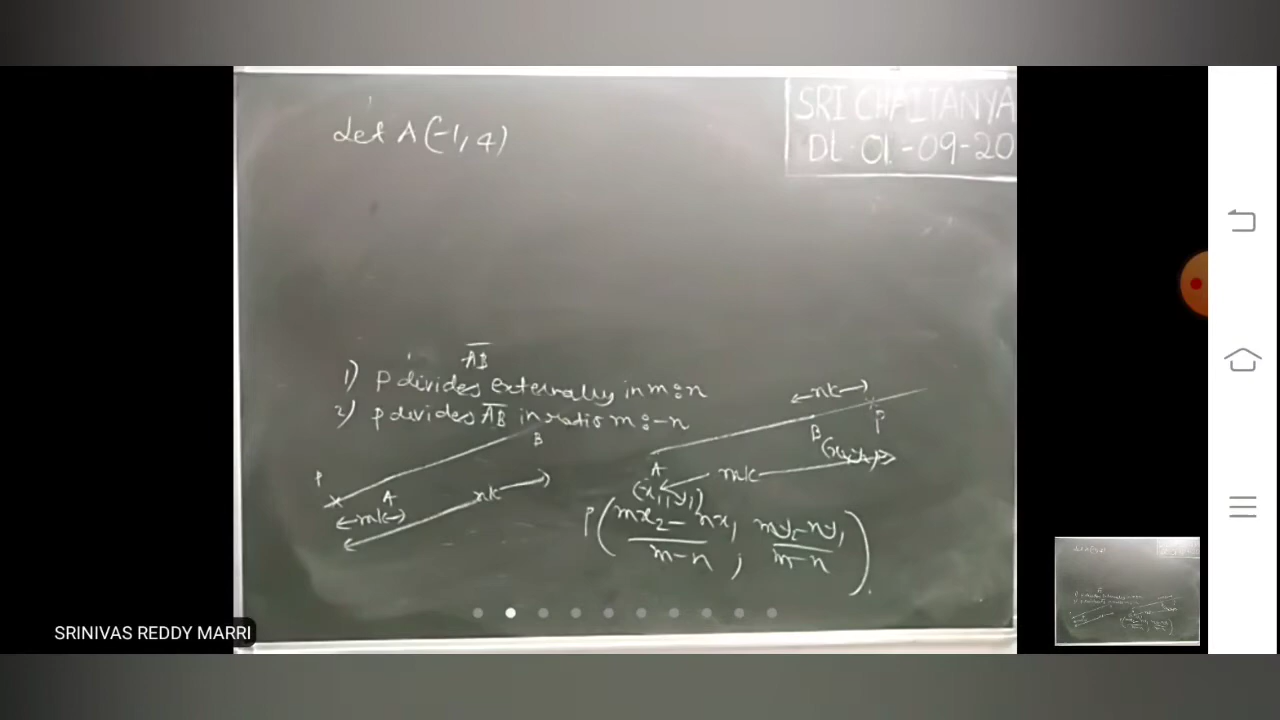 SRI CHAITANYA
Dt. 01-09-20
Let A(-1, 4)
AB
1) P divides externally in m:n
2) P divides AB in ratio m:-n
nk
P
B
P
A
B
A
mk
nk
mk
(x1, y1)
P(mx2 - nx1 / m-n, my2 - ny1 / m-n).
SRINIVAS REDDY MARRI